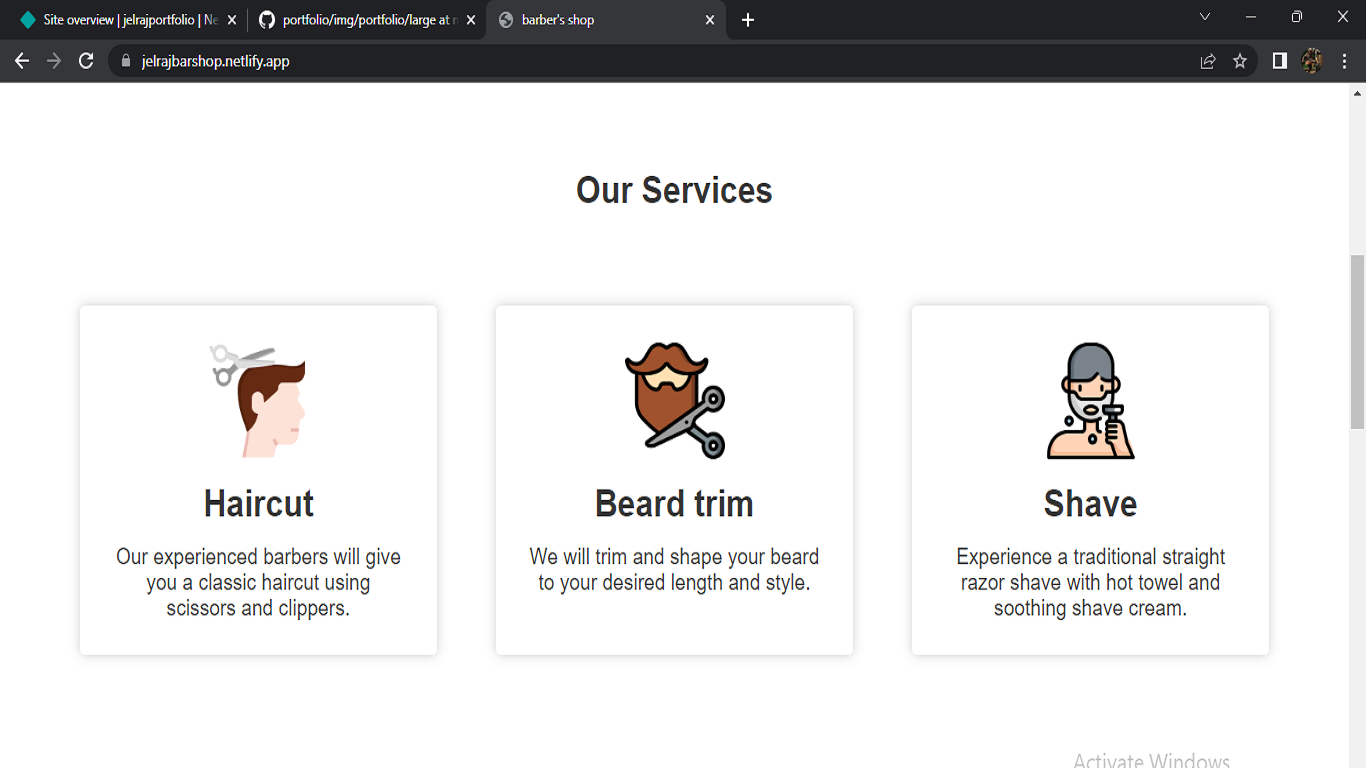 Site overview | jelrajportfolio | Ne
portfolio/img/portfolio/large at
barber's shop
jelrajbarshop.netlify.app
Our Services
Haircut
Our experienced barbers will give
you a classic haircut using
scissors and clippers.
Beard trim
We will trim and shape your beard
to your desired length and style.
Shave
Experience a traditional straight
razor shave with hot towel and
soothing shave cream.
Activate Windows